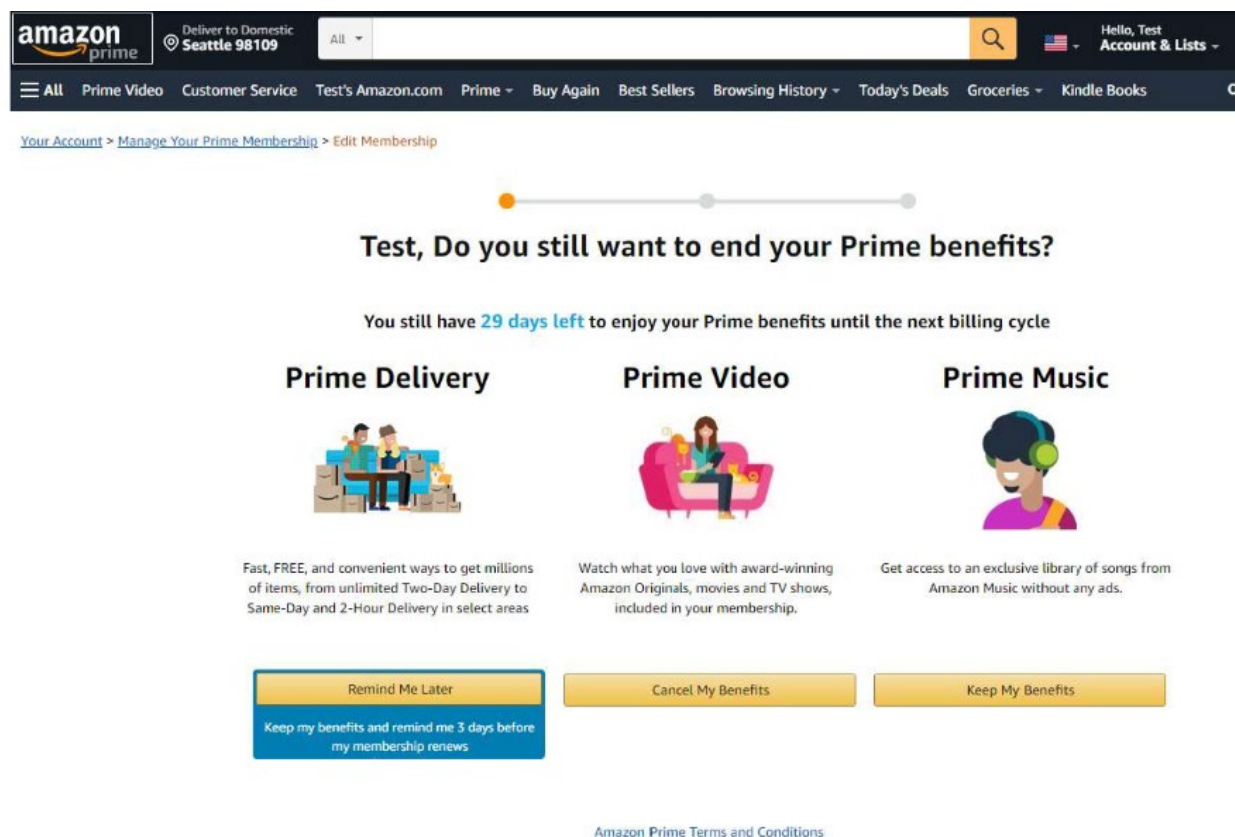 amazon
prime
Deliver to Domestic
Seattle 98109
All
Hello, Test
Account & Lists
All Prime Video Customer Service Test's Amazon.com Prime Buy Again Best Sellers Browsing History Today's Deals Groceries Kindle Books
Your Account > Manage Your Prime Membership > Edit Membership
Test, Do you still want to end your Prime benefits?
You still have 29 days left to enjoy your Prime benefits until the next billing cycle
Prime Delivery
Fast, FREE, and convenient ways to get millions
of items, from unlimited Two-Day Delivery to
Same-Day and 2-Hour Delivery in select areas
Prime Video
Watch what you love with award-winning
Amazon Originals, movies and TV shows,
included in your membership.
Prime Music
Get access to an exclusive library of songs from
Amazon Music without any ads.
Remind Me Later
Keep my benefits and remind me 3 days before
my membership renews
Cancel My Benefits
Keep My Benefits
Amazon Prime Terms and Conditions